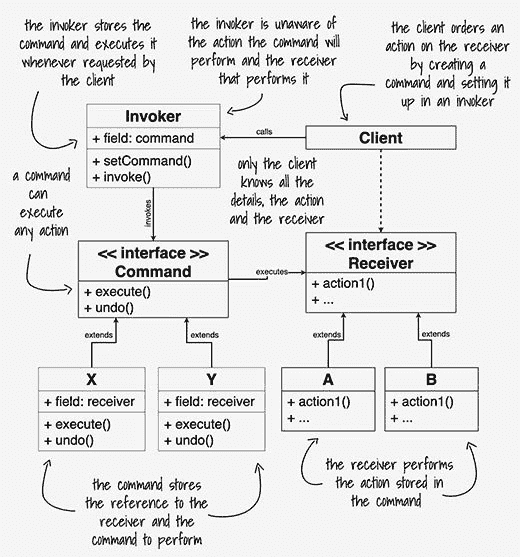 the invoker stores the
command and executes it
whenever requested by
the client
the invoker is unaware of
the action the command will
perform and the receiver
that performs it
the client orders an
action on the receiver
by creating a
command and setting it
up in an invoker
Invoker
+ field: command
+ setCommand()
+ invoke()
calls
Client
a command
can
execute
any action
invokes
only the client
knows all the
details, the action
and the receiver
<< interface >>
Command
+ execute()
+ undo()
executes
<< interface >>
Receiver
+ action1()
+ ...
extends
extends
extends
extends
X
+ field: receiver
+ execute()
+ undo()
Y
+ field: receiver
+ execute()
+ undo()
A
+ action1()
+ ...
B
+ action1()
+ ...
the command stores
the reference to the
receiver and the
command to perform
the receiver performs
the action stored in
the command